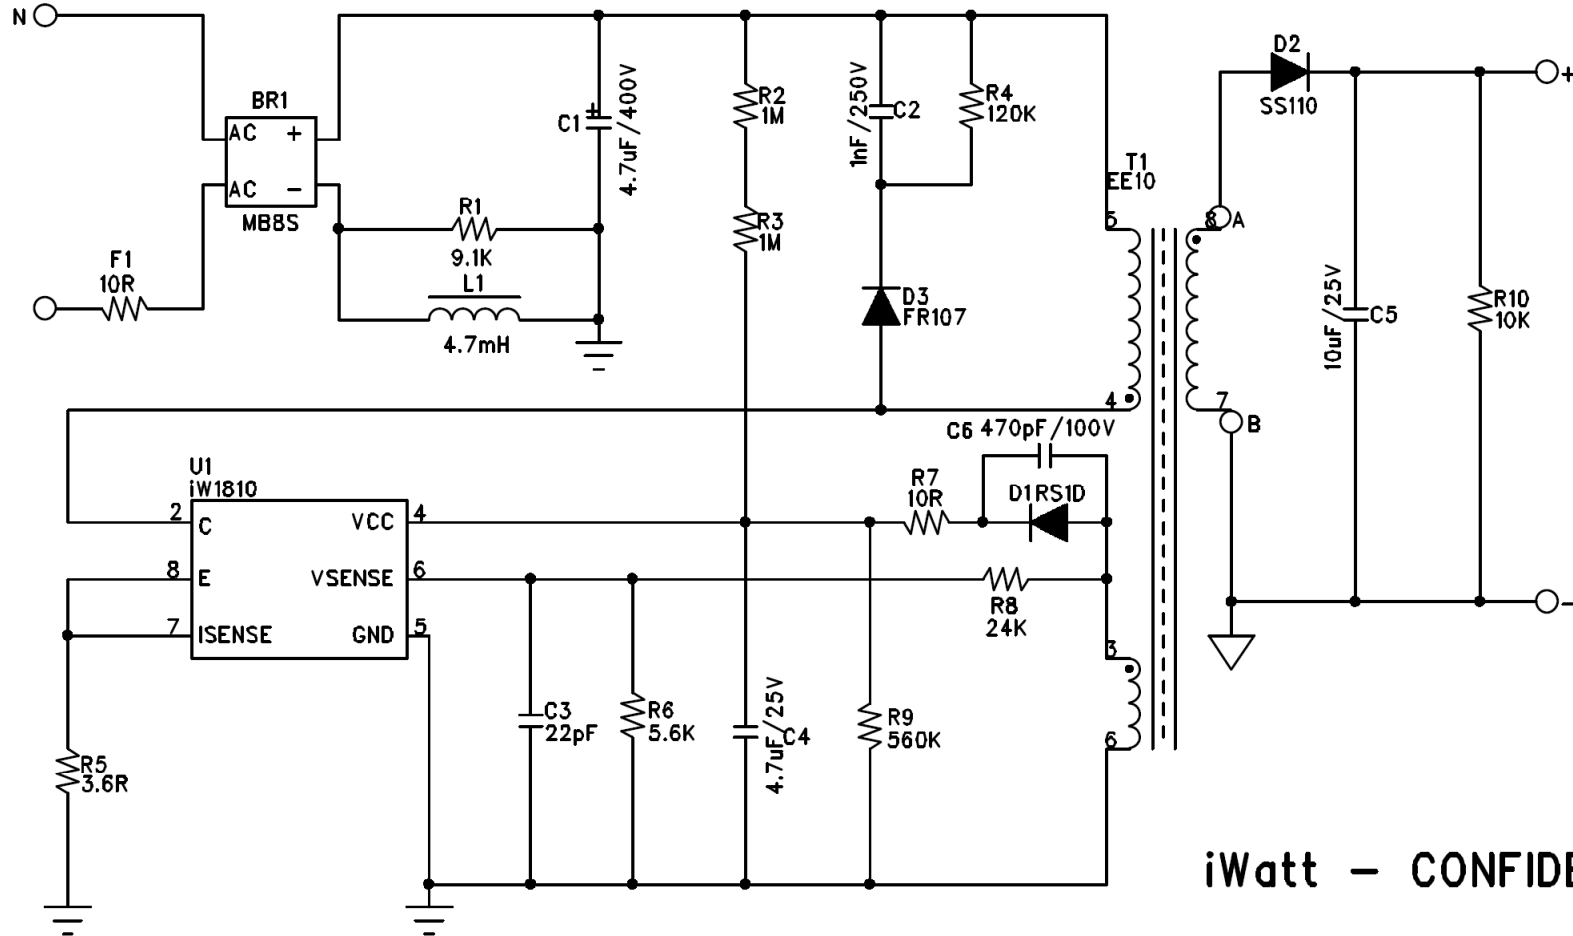 N
BR1
AC +
AC -
MB8S
F1
10R
R1
9.1K
L1
4.7mH
C1
+
4.7uF/400V
R2
1M
R3
1M
1nF/250V
C2
R4
120K
D3
FR107
T1
EE10
5
4
8
A
7
B
D2
SS110
+
10uF/25V
C5
R10
10K
-
C6 470pF/100V
R7
10R
D1RS1D
U1
iW1810
2
C
VCC
4
8
E
VSENSE
6
7
ISENSE
GND
5
R8
24K
3
6
R5
3.6R
C3
22pF
R6
5.6K
4.7uF/25V
C4
R9
560K
iWatt - CONFIDE